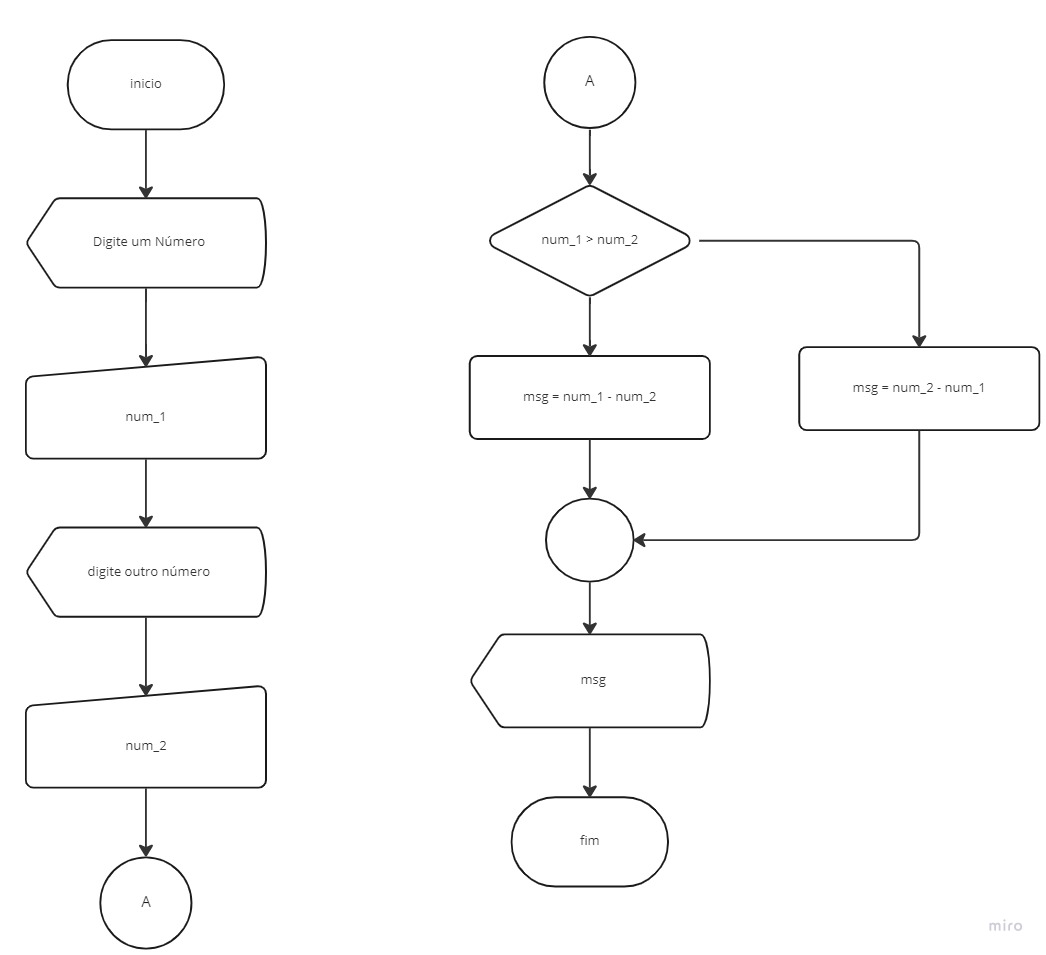 inicio
Digite um Número
num_1
digite outro número
num_2
A
A
num_1 > num_2
msg = num_1 - num_2
msg = num_2 - num_1
msg
fim
miro